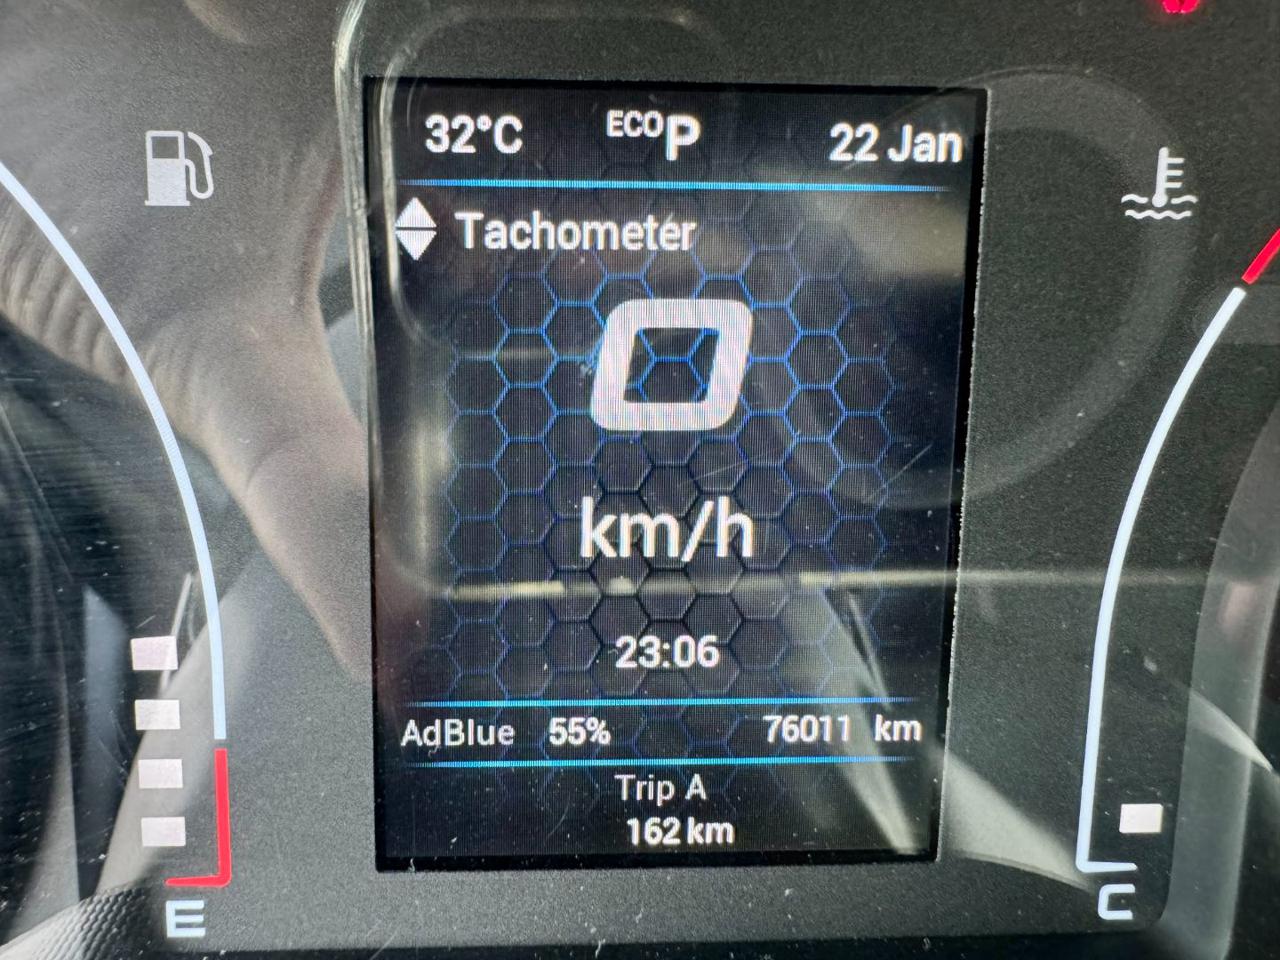 32°C ECO P 22 Jan
Tachometer
0
km/h
23:06
AdBlue 55% 76011 km
Trip A
162 km
E C